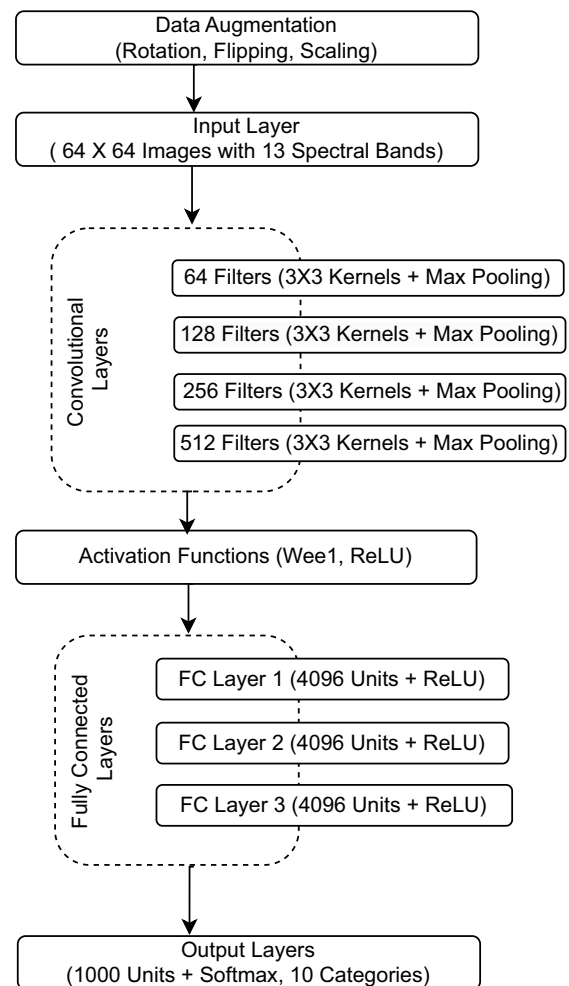 Data Augmentation
(Rotation, Flipping, Scaling)
Input Layer
( 64 X 64 Images with 13 Spectral Bands)
Convolutional
Layers
64 Filters (3X3 Kernels + Max Pooling)
128 Filters (3X3 Kernels + Max Pooling)
256 Filters (3X3 Kernels + Max Pooling)
512 Filters (3X3 Kernels + Max Pooling)
Activation Functions (Wee1, ReLU)
Fully Connected
Layers
FC Layer 1 (4096 Units + ReLU)
FC Layer 2 (4096 Units + ReLU)
FC Layer 3 (4096 Units + ReLU)
Output Layers
(1000 Units + Softmax, 10 Categories)